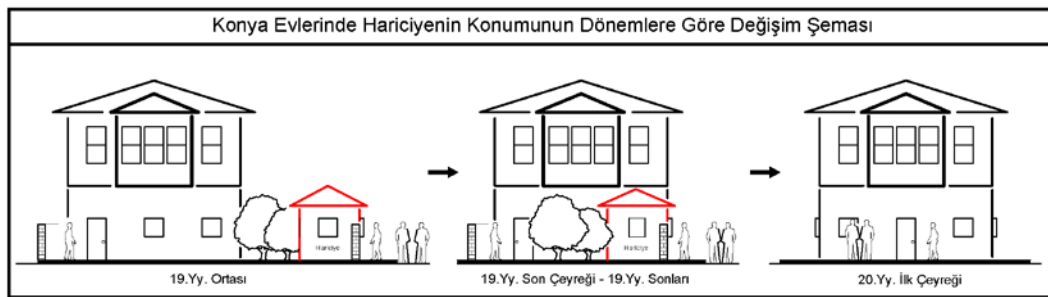 Konya Evlerinde Hariciyenin Konumunun Dönemlere Göre Değişim Şeması
Hariciye
Hariciye
19.Yy. Ortası
19.Yy. Son Çeyreği - 19.Yy. Sonları
20.Yy. İlk Çeyreği